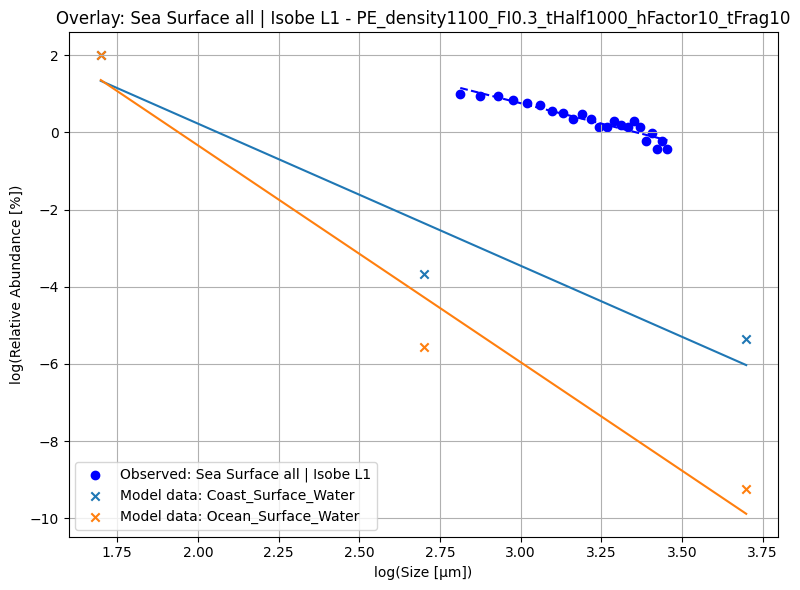 Overlay: Sea Surface all | Isobe L1 - PE_density1100_FI0.3_tHalf1000_hFactor10_tFrag10
log(Relative Abundance [%])
2
0
−2
−4
−6
−8
−10
Observed: Sea Surface all | Isobe L1
Model data: Coast_Surface_Water
Model data: Ocean_Surface_Water
1.75 2.00 2.25 2.50 2.75 3.00 3.25 3.50 3.75
log(Size [μm])